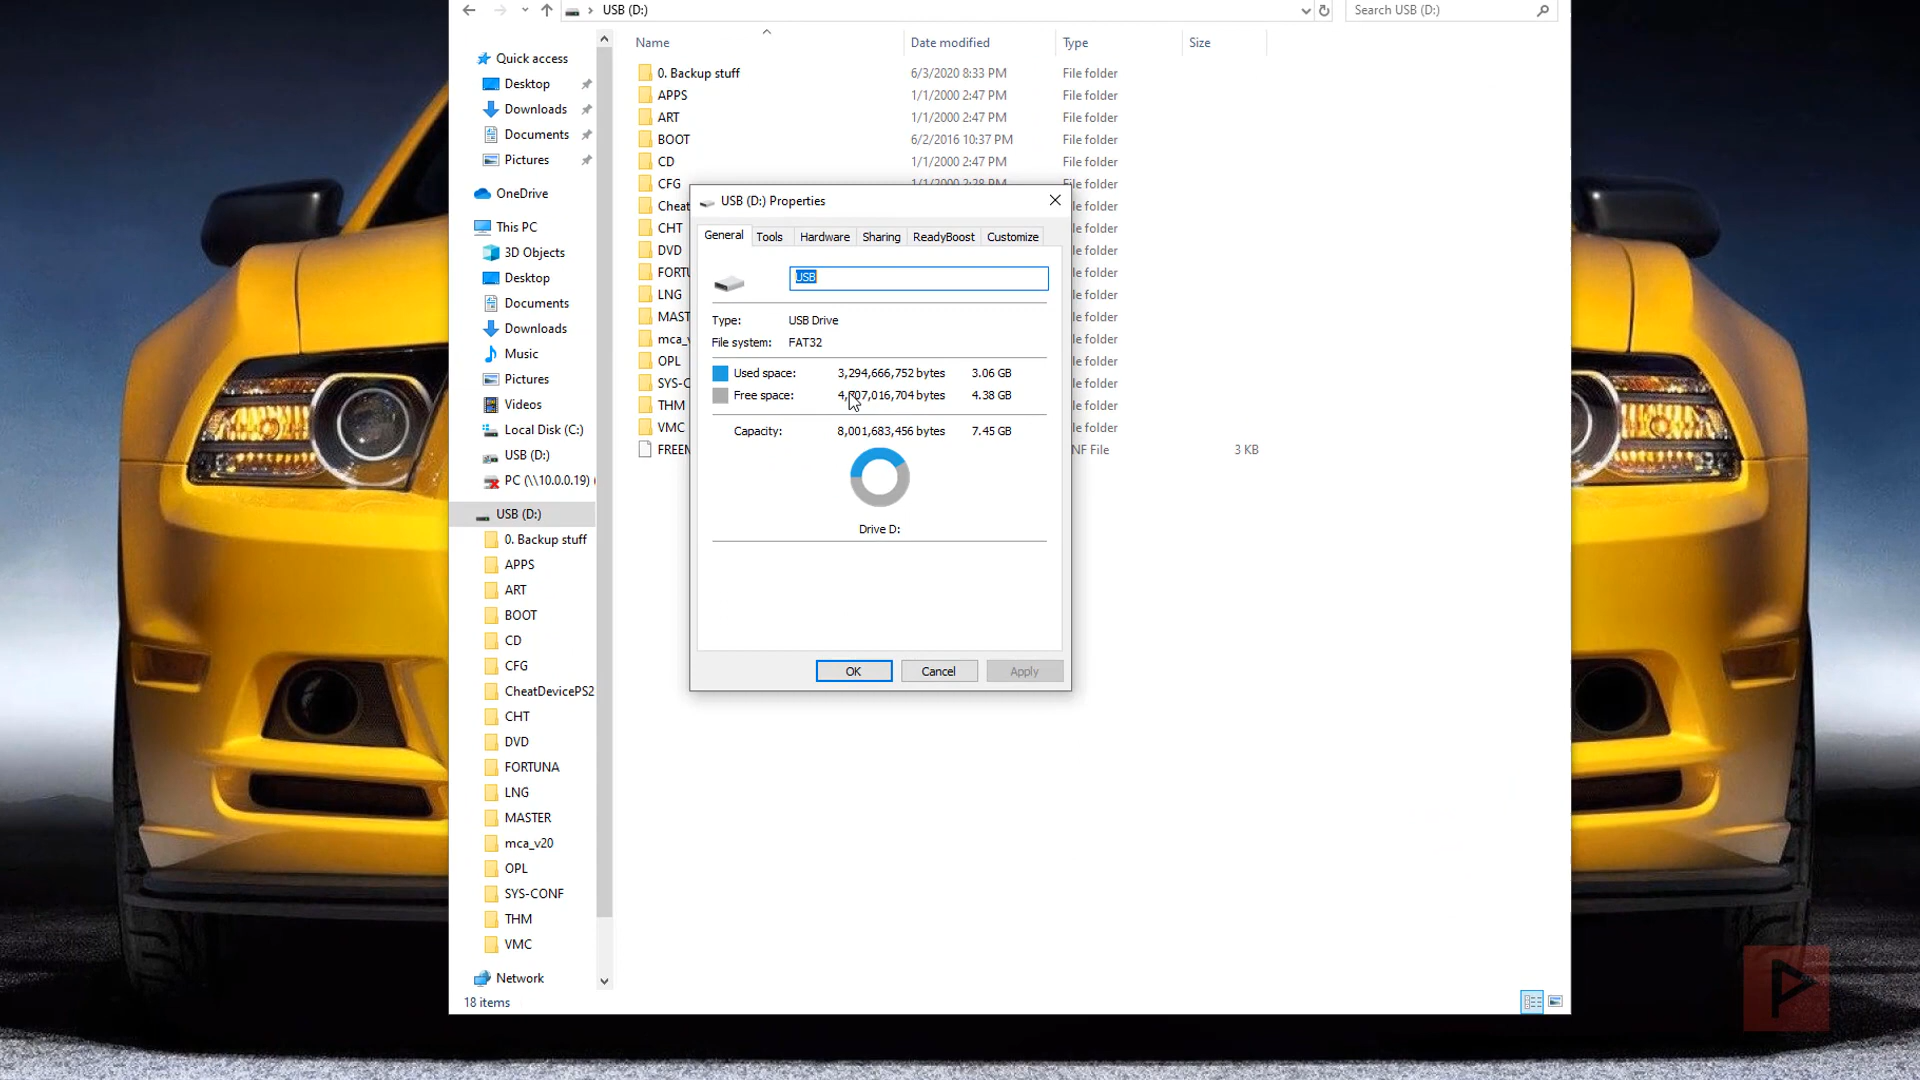 USB (D:)
Search USB (D:)
Name Date modified Type Size
Quick access
Desktop
Downloads
Documents
Pictures
OneDrive
This PC
3D Objects
Desktop
Documents
Downloads
Music
Pictures
Videos
Local Disk (C:)
USB (D:)
PC (\\10.0.0.19) (
USB (D:)
0. Backup stuff
APPS
ART
BOOT
CD
CFG
CheatDevicePS2
CHT
DVD
FORTUNA
LNG
MASTER
mca_v20
OPL
SYS-CONF
THM
VMC
Network
18 items
0. Backup stuff 6/3/2020 8:33 PM File folder
APPS 1/1/2000 2:47 PM File folder
ART 1/1/2000 2:47 PM File folder
BOOT 6/2/2016 10:37 PM File folder
CD 1/1/2000 2:47 PM File folder
CFG 1/1/2000 2:28 PM File folder
Cheat le folder
CHT le folder
DVD le folder
FORTU le folder
LNG le folder
MAST le folder
mca_v le folder
OPL le folder
SYS-C le folder
THM le folder
VMC le folder
FREEM NF File 3 KB
USB (D:) Properties
General Tools Hardware Sharing ReadyBoost Customize
USB
Type: USB Drive
File system: FAT32
Used space: 3,294,666,752 bytes 3.06 GB
Free space: 4,707,016,704 bytes 4.38 GB
Capacity: 8,001,683,456 bytes 7.45 GB
Drive D:
OK Cancel Apply